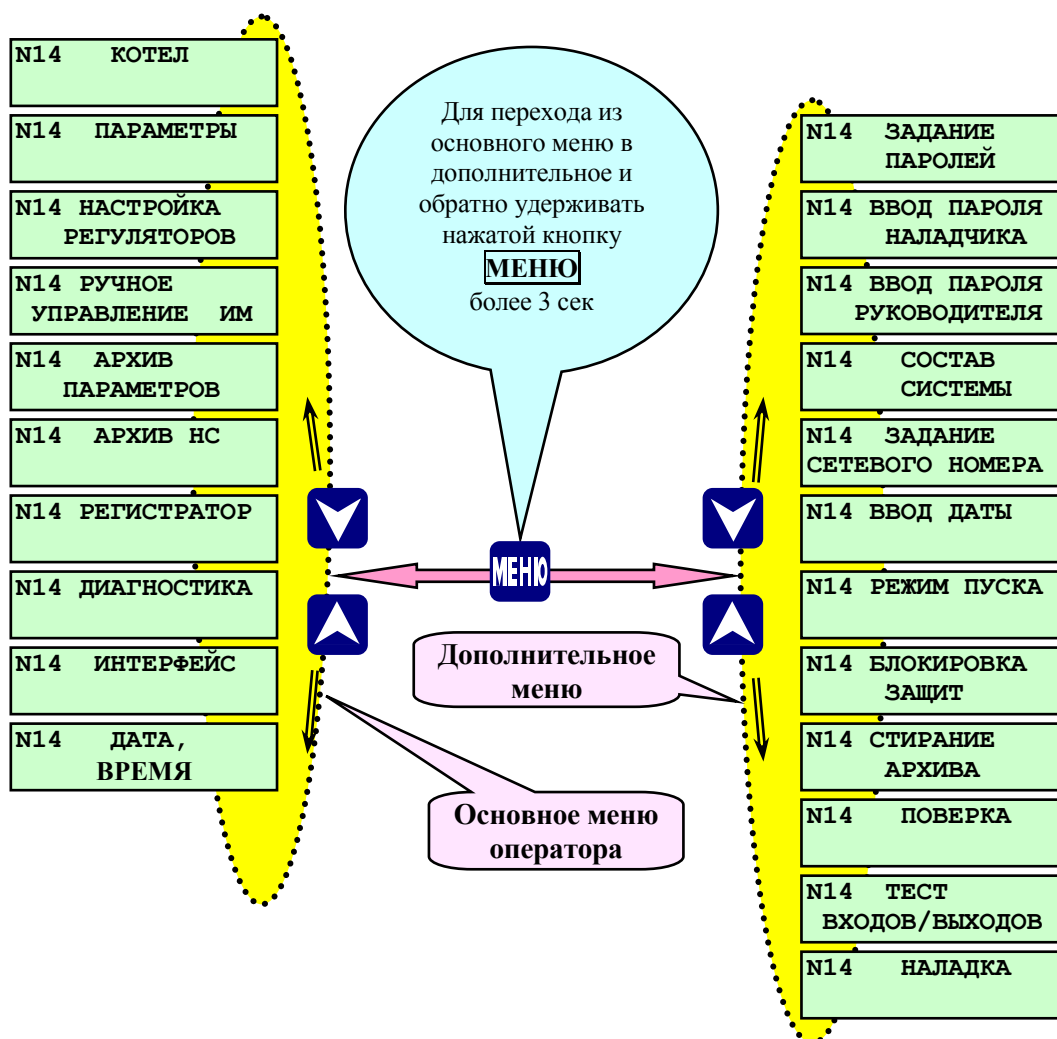 N14 КОТЕЛ
N14 ПАРАМЕТРЫ
N14 НАСТРОЙКА
РЕГУЛЯТОРОВ
N14 РУЧНОЕ
УПРАВЛЕНИЕ ИМ
N14 АРХИВ
ПАРАМЕТРОВ
N14 АРХИВ НС
N14 РЕГИСТРАТОР
N14 ДИАГНОСТИКА
N14 ИНТЕРФЕЙС
N14 ДАТА,
ВРЕМЯ
Для перехода из
основного меню в
дополнительное и
обратно удерживать
нажатой кнопку
МЕНЮ
более 3 сек
МЕНЮ
Дополнительное
меню
Основное меню
оператора
N14 ЗАДАНИЕ
ПАРОЛЕЙ
N14 ВВОД ПАРОЛЯ
НАЛАДЧИКА
N14 ВВОД ПАРОЛЯ
РУКОВОДИТЕЛЯ
N14 СОСТАВ
СИСТЕМЫ
N14 ЗАДАНИЕ
СЕТЕВОГО НОМЕРА
N14 ВВОД ДАТЫ
N14 РЕЖИМ ПУСКА
N14 БЛОКИРОВКА
ЗАЩИТ
N14 СТИРАНИЕ
АРХИВА
N14 ПОВЕРКА
N14 ТЕСТ
ВХОДОВ/ВЫХОДОВ
N14 НАЛАДКА